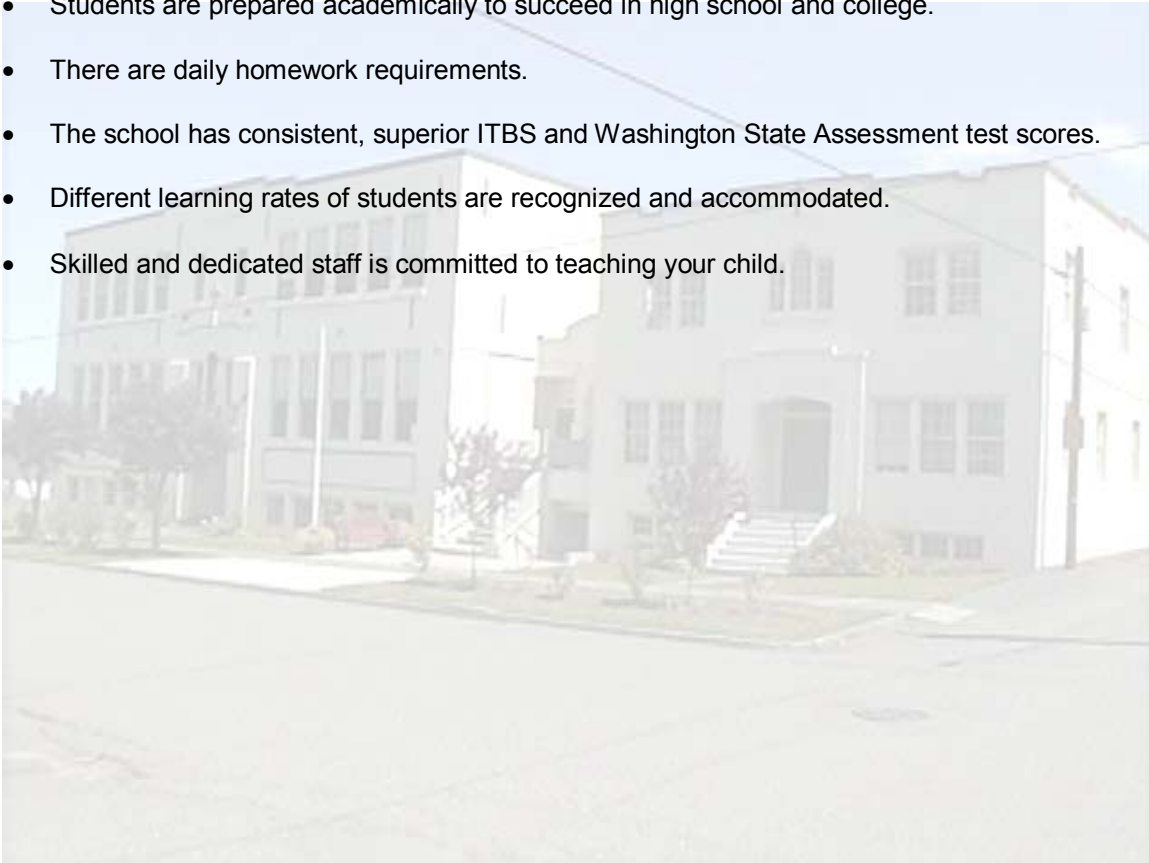 • Students are prepared academically to succeed in high school and college.
• There are daily homework requirements.
• The school has consistent, superior ITBS and Washington State Assessment test scores.
• Different learning rates of students are recognized and accommodated.
• Skilled and dedicated staff is committed to teaching your child.